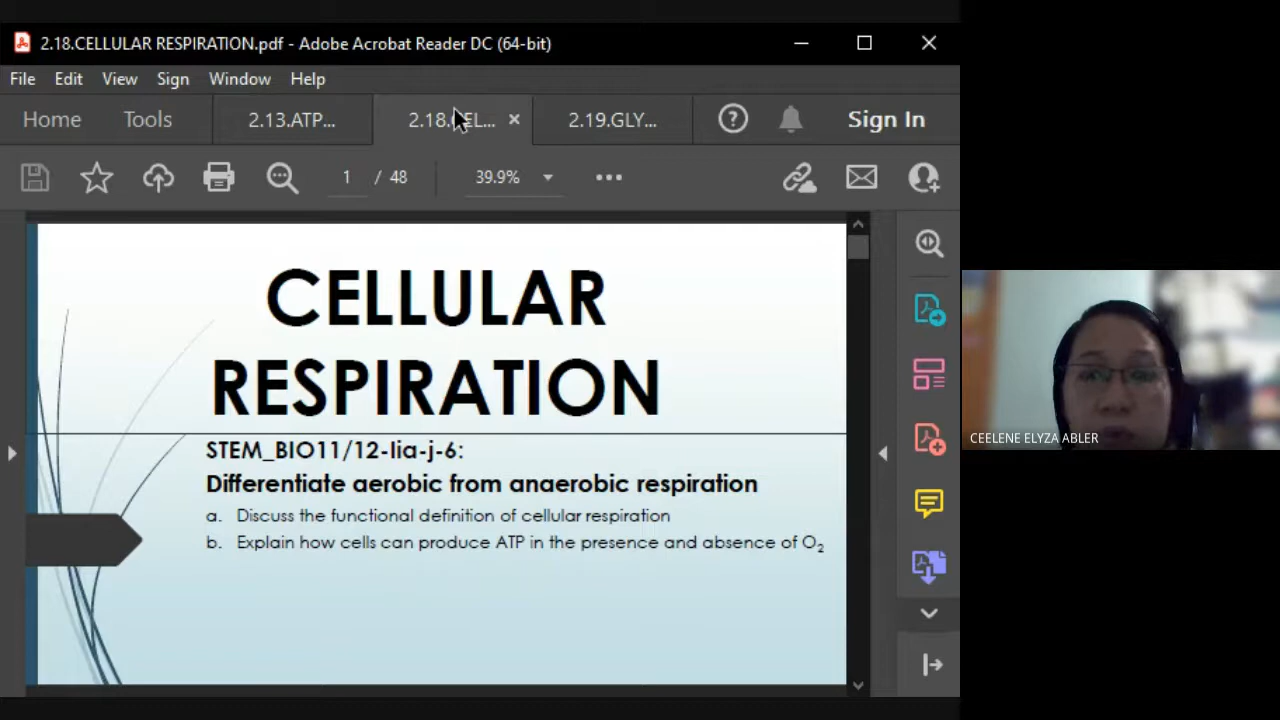 2.18.CELLULAR RESPIRATION.pdf - Adobe Acrobat Reader DC (64-bit)
File Edit View Sign Window Help
Home Tools 2.13.ATP... 2.18.CEL... 2.19.GLY... Sign In
1 / 48 39.9%
CELLULAR
RESPIRATION
STEM_BIO11/12-Iia-j-6:
Differentiate aerobic from anaerobic respiration
a. Discuss the functional definition of cellular respiration
b. Explain how cells can produce ATP in the presence and absence of O₂
CEELENE ELYZA ABLER